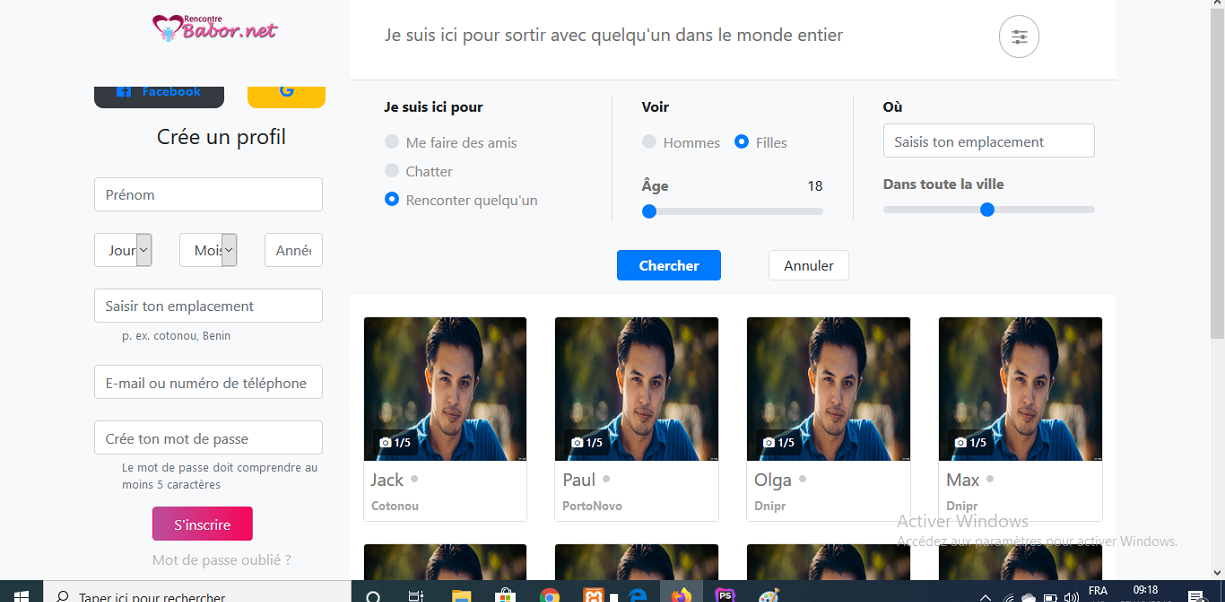 Rencontre
Babor.net
Facebook
G
Crée un profil
Prénom
Jour
Mois
Saisir ton emplacement
p. ex. cotonou, Benin
E-mail ou numéro de téléphone
Crée ton mot de passe
Le mot de passe doit comprendre au
moins 5 caractères
S'inscrire
Mot de passe oublié ?
Je suis ici pour sortir avec quelqu'un dans le monde entier
Je suis ici pour
Me faire des amis
Chatter
Renconter quelqu'un
Voir
Hommes Filles
Âge 18
Où
Saisis ton emplacement
Dans toute la ville
Chercher Annuler
1/5 1/5 1/5 1/5
Jack Paul Olga Max
Cotonou PortoNovo Dnipr Dnipr
Activer Windows
Accédez aux paramètres pour activer Windows.
Taper ici pour rechercher
PS
FRA
09:18